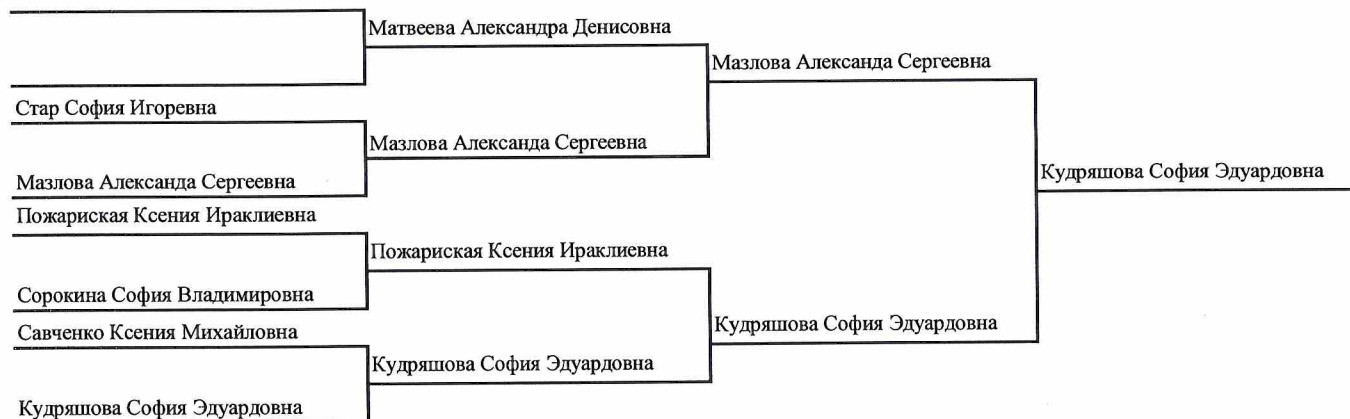 Матвеева Александра Денисовна
Мазлова Александа Сергеевна
Стар София Игоревна
Мазлова Александа Сергеевна
Кудряшова София Эдуардовна
Мазлова Александа Сергеевна
Пожариская Ксения Ираклиевна
Пожариская Ксения Ираклиевна
Сорокина София Владимировна
Кудряшова София Эдуардовна
Савченко Ксения Михайловна
Кудряшова София Эдуардовна
Кудряшова София Эдуардовна